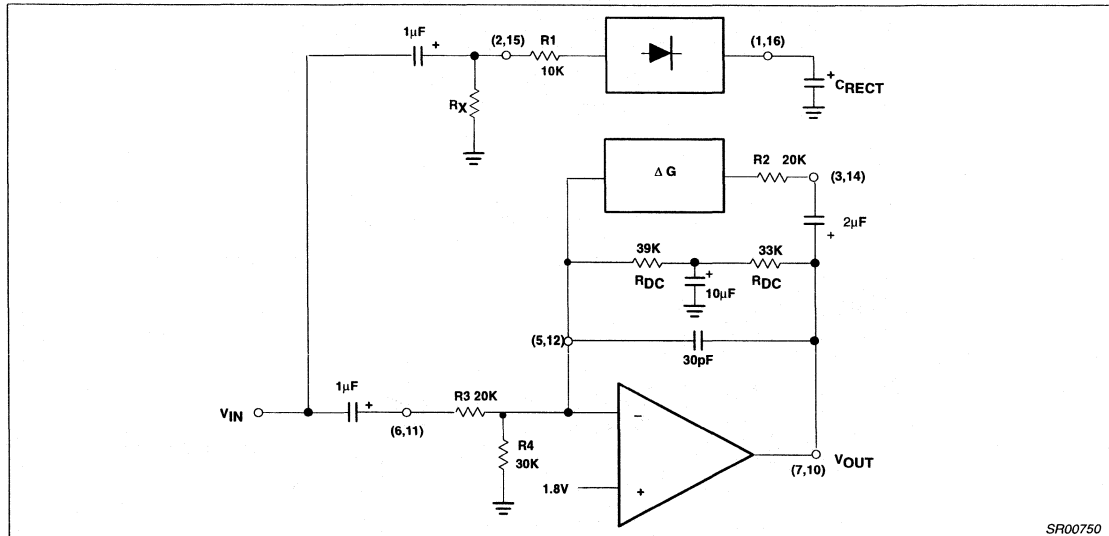 1µF
+
(2,15)
R1
10K
(1,16)
+
CRECT
RX
ΔG
R2 20K
(3,14)
2µF
+
39K
RDC
33K
RDC
+
10µF
(5,12)
30pF
1µF
+
VIN
(6,11)
R3 20K
R4
30K
−
1.8V
+
VOUT
(7,10)
SR00750